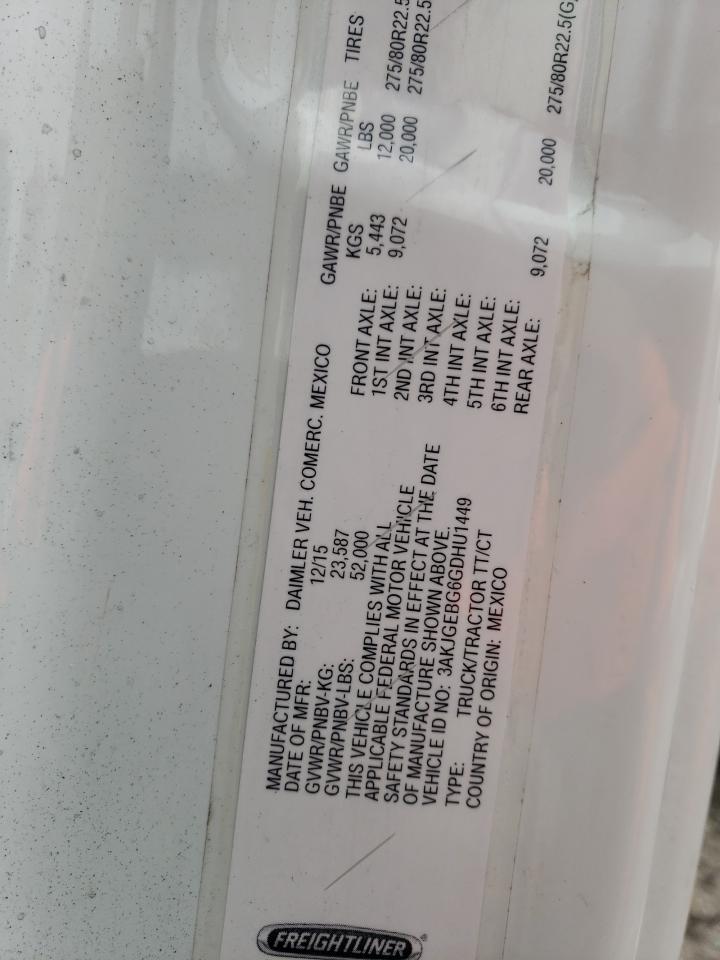 FREIGHTLINER
MANUFACTURED BY: DAIMLER VEH. COMERC. MEXICO
DATE OF MFR: 12/15
GVWR/PNBV-KG: 23,587
GVWR/PNBV-LBS: 52,000
THIS VEHICLE COMPLIES WITH ALL
APPLICABLE FEDERAL MOTOR VEHICLE
SAFETY STANDARDS IN EFFECT AT THE DATE
OF MANUFACTURE SHOWN ABOVE.
VEHICLE ID NO: 3AKJGEBG6GDHU1449
TYPE: TRUCK/TRACTOR TT/CT
COUNTRY OF ORIGIN: MEXICO
GAWR/PNBE GAWR/PNBE TIRES
KGS LBS
FRONT AXLE: 5,443 12,000 275/80R22.5
1ST INT AXLE: 9,072 20,000 275/80R22.5
2ND INT AXLE:
3RD INT AXLE:
4TH INT AXLE:
5TH INT AXLE:
6TH INT AXLE:
REAR AXLE: 9,072 20,000 275/80R22.5(G